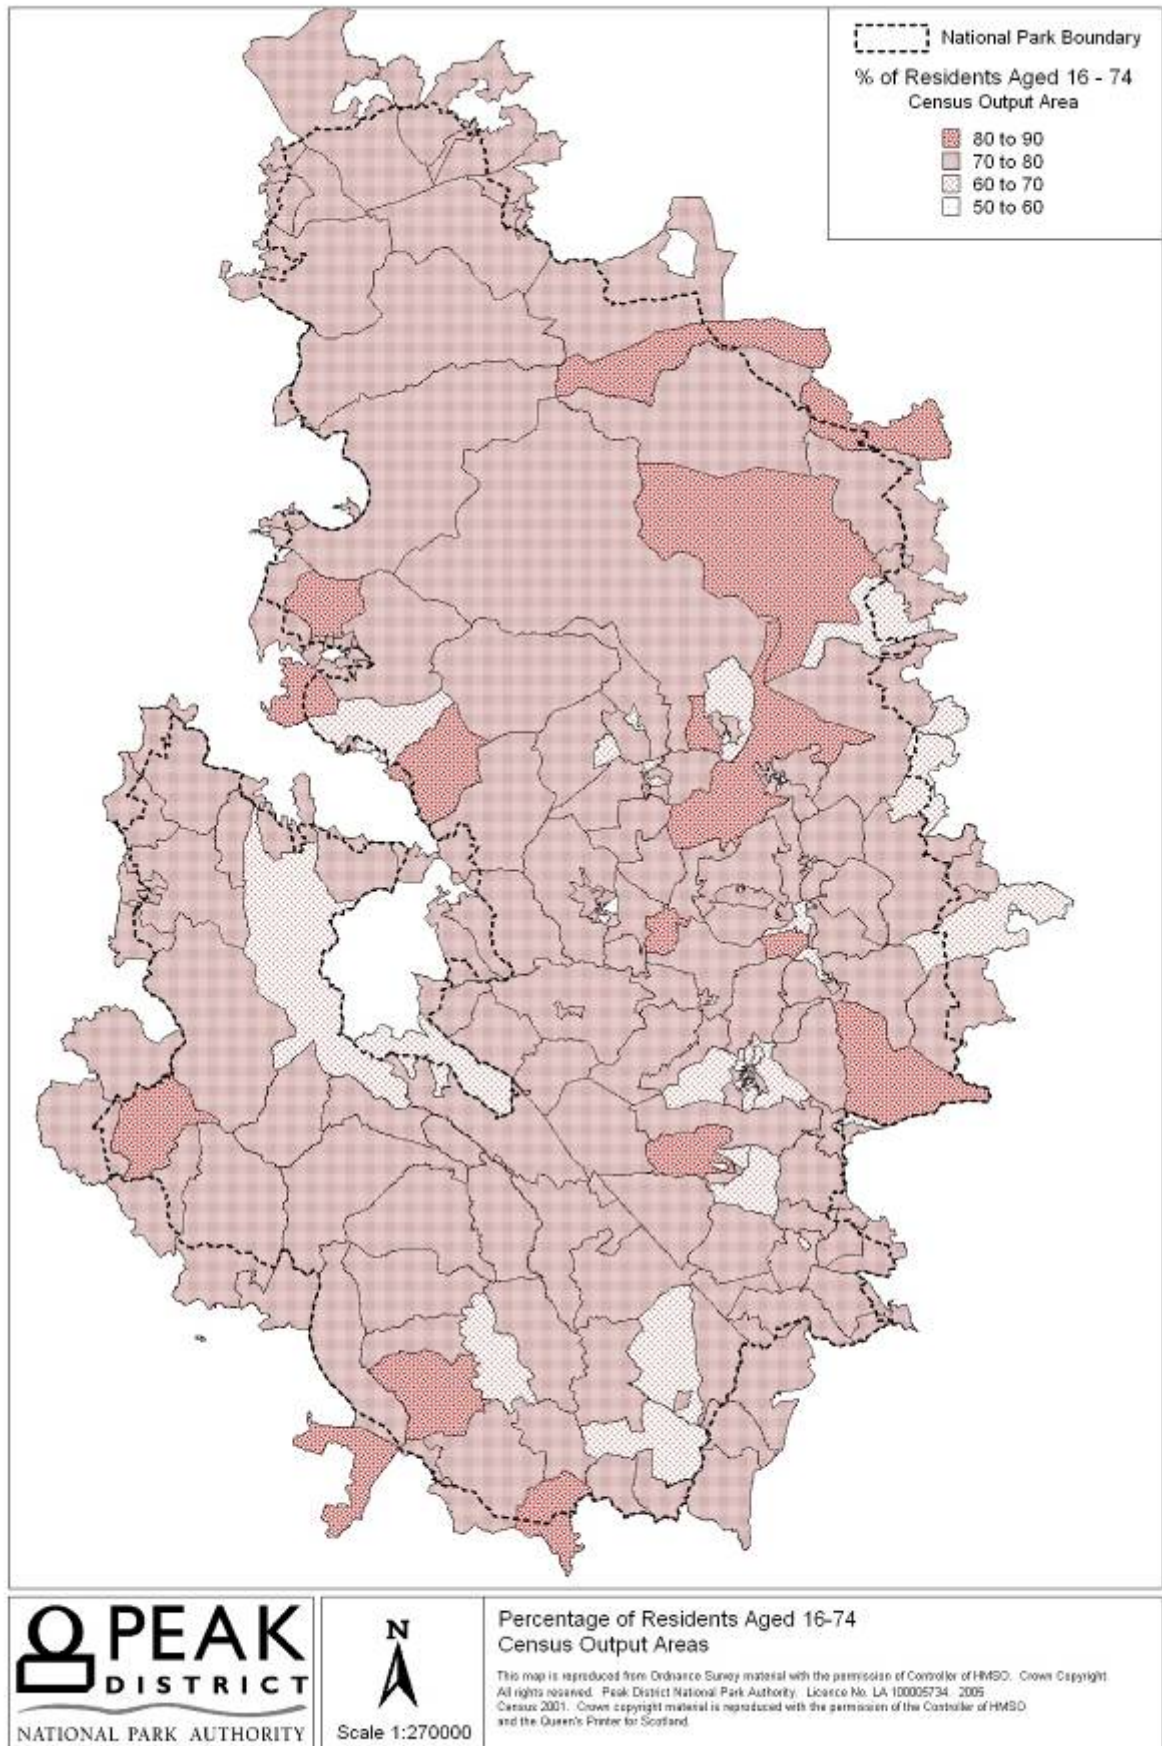 National Park Boundary
% of Residents Aged 16 - 74
Census Output Area
80 to 90
70 to 80
60 to 70
50 to 60
PEAK
DISTRICT
NATIONAL PARK AUTHORITY
N
Scale 1:270000
Percentage of Residents Aged 16-74
Census Output Areas
This map is reproduced from Ordnance Survey material with the permission of Controller of HMSO. Crown Copyright.
All rights reserved. Peak District National Park Authority. Licence No. LA 100005734. 2005
Census 2001. Crown copyright material is reproduced with the permission of the Controller of HMSO
and the Queen's Printer for Scotland.